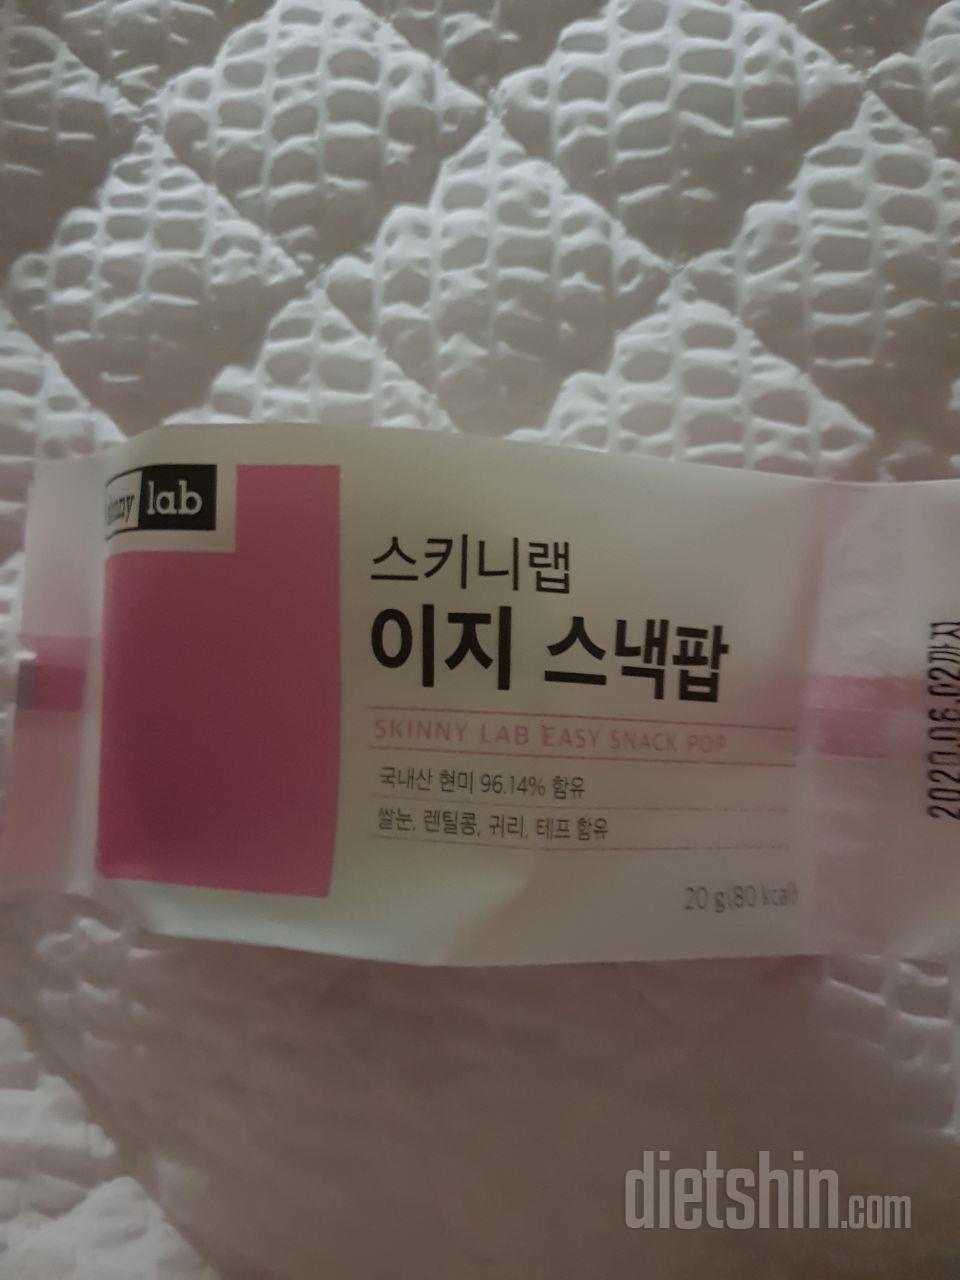 lab
스키니랩
이지 스낵팝
SKINNY LAB EASY SNACK POP
국내산 현미 96.14% 함유
쌀눈, 렌틸콩, 귀리, 테프 함유
20 g(80 kcal)
2020.06.02까지
dietshin.com